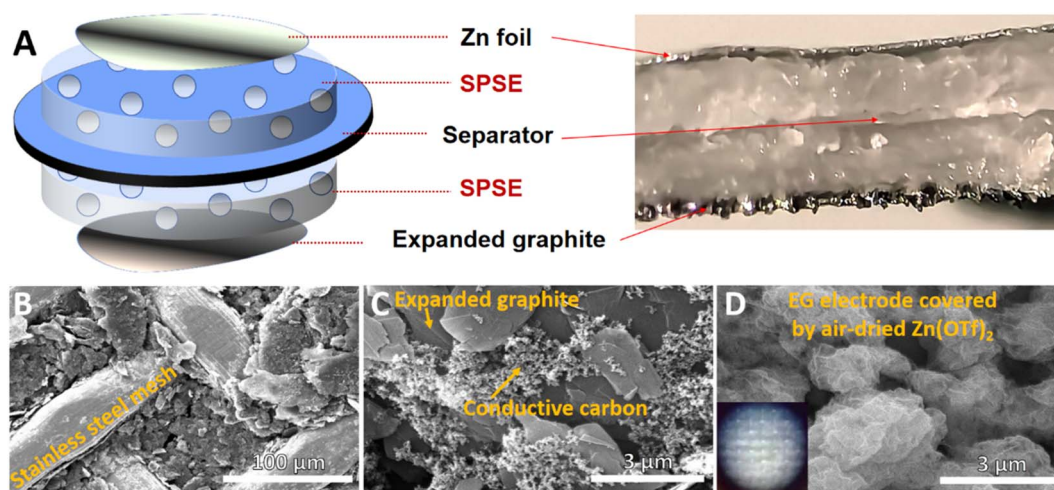 A
Zn foil
SPSE
Separator
SPSE
Expanded graphite
B
Stainless steel mesh
100 µm
C
Expanded graphite
Conductive carbon
3 µm
D
EG electrode covered
by air-dried Zn(OTf)₂
3 µm